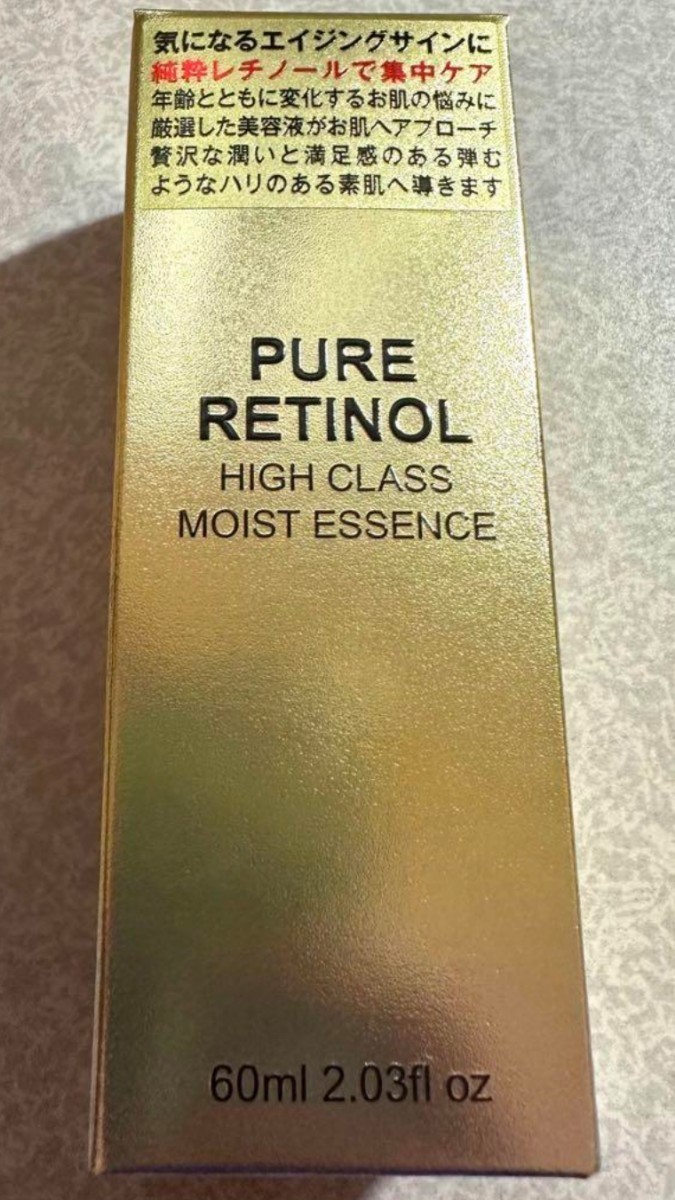 気になるエイジングサインに
純粋レチノールで集中ケア
年齢とともに変化するお肌の悩みに
厳選した美容液がお肌へアプローチ
贅沢な潤いと満足感のある弾む
ようなハリのある素肌へ導きます
PURE
RETINOL
HIGH CLASS
MOIST ESSENCE
60ml 2.03fl oz